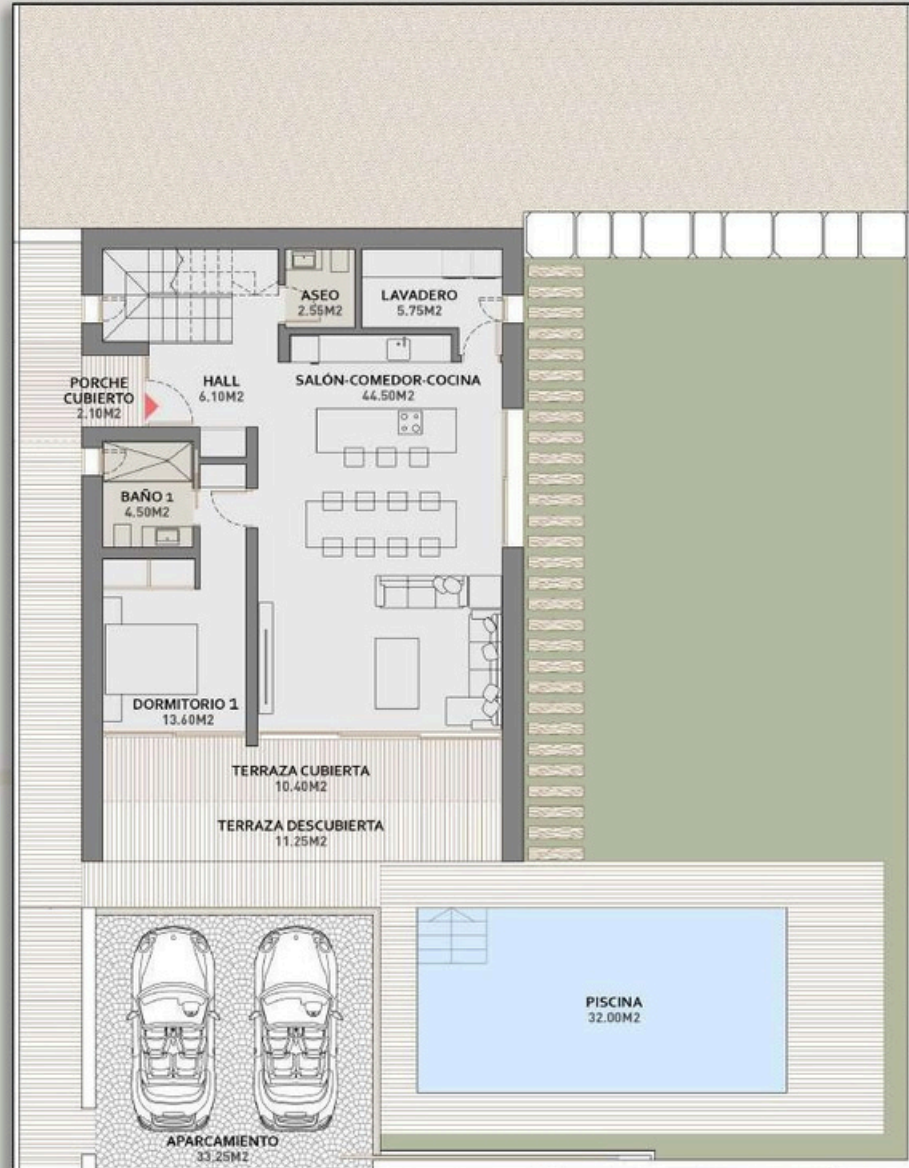 ASEO
2.55M2
LAVADERO
5.75M2
PORCHE
CUBIERTO
2.10M2
HALL
6.10M2
SALÓN-COMEDOR-COCINA
44.50M2
BAÑO 1
4.50M2
DORMITORIO 1
13.60M2
TERRAZA CUBIERTA
10.40M2
TERRAZA DESCUBIERTA
11.25M2
PISCINA
32.00M2
APARCAMIENTO
33.25M2